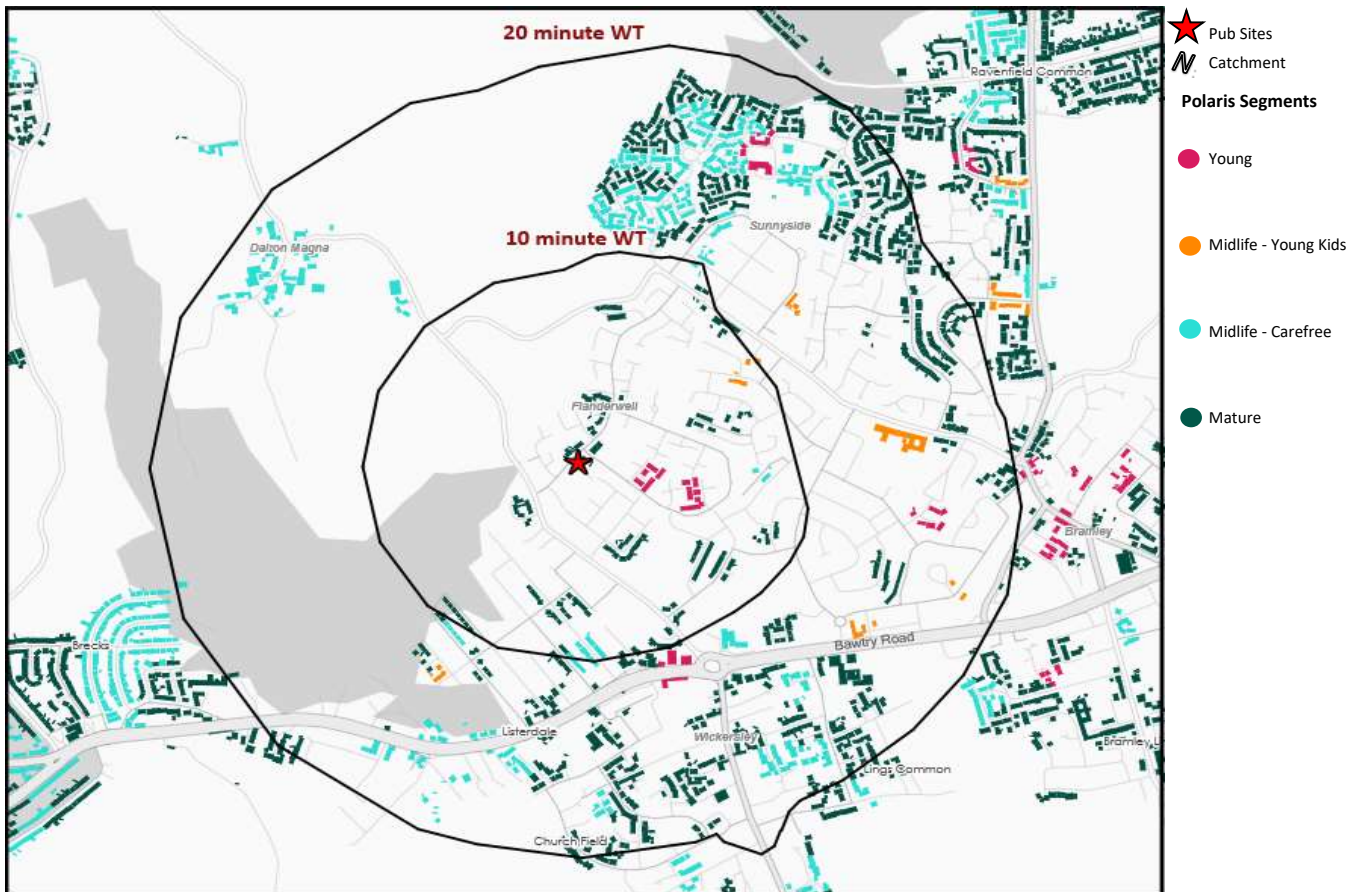 20 minute WT
Ravenfield Common
Sunnyside
10 minute WT
Dalton Magna
Flanderwell
Bramley
Bawtry Road
Brecks
Listerdale
Wickersley
Bramley L
Lings Common
Church Field
Pub Sites
Catchment
Polaris Segments
Young
Midlife - Young Kids
Midlife - Carefree
Mature